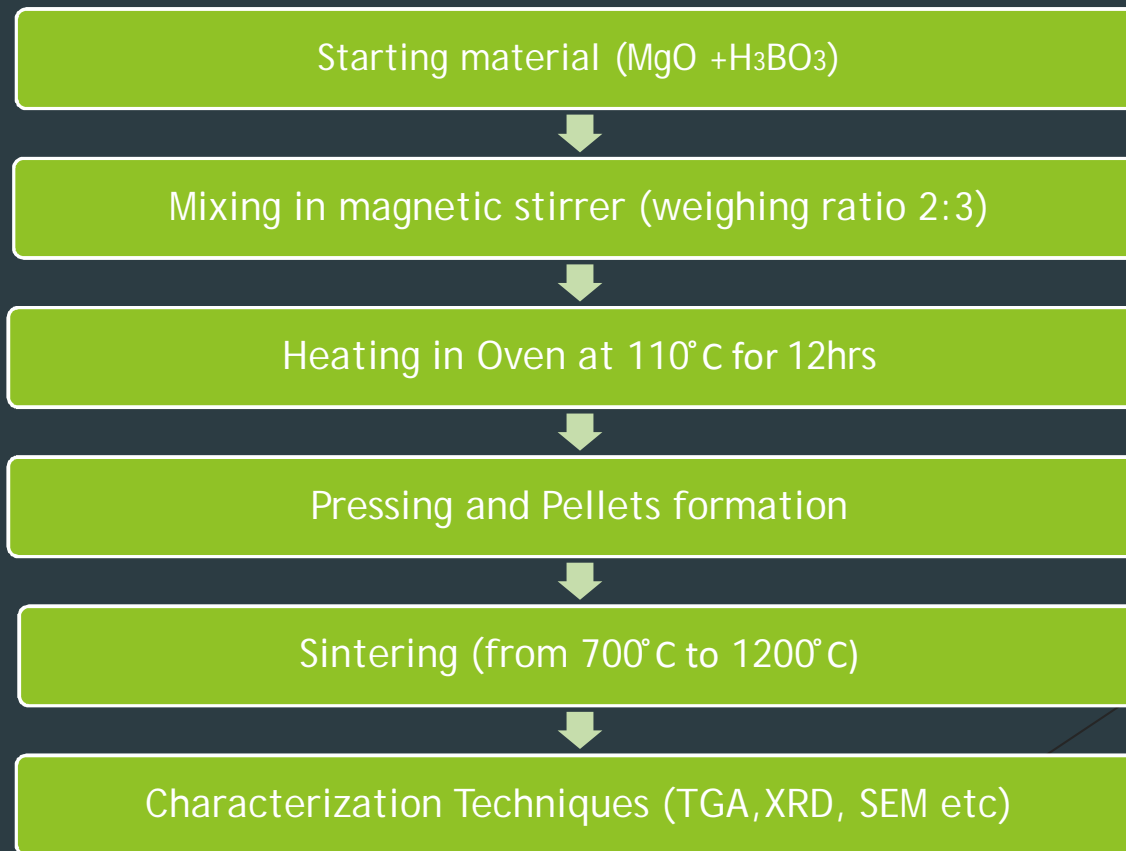 Starting material (MgO +H₃BO₃)
Mixing in magnetic stirrer (weighing ratio 2:3)
Heating in Oven at 110°C for 12hrs
Pressing and Pellets formation
Sintering (from 700°C to 1200°C)
Characterization Techniques (TGA,XRD, SEM etc)